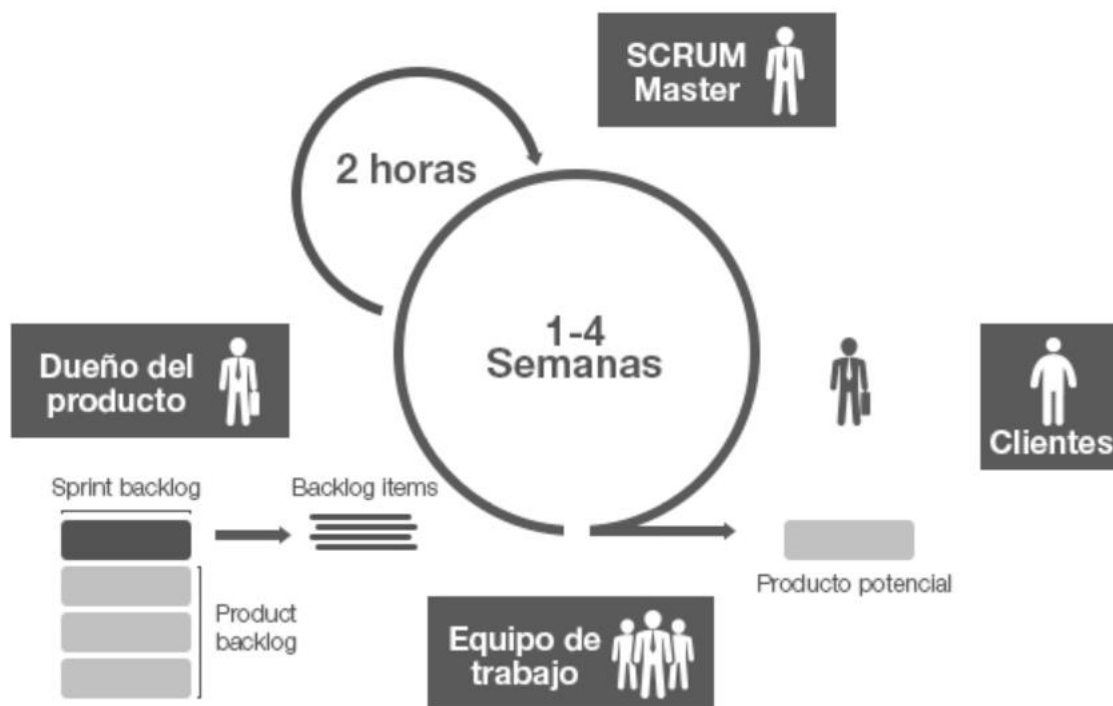 SCRUM
Master
2 horas
1-4
Semanas
Dueño del
producto
Clientes
Sprint backlog
Backlog items
Product
backlog
Producto potencial
Equipo de
trabajo